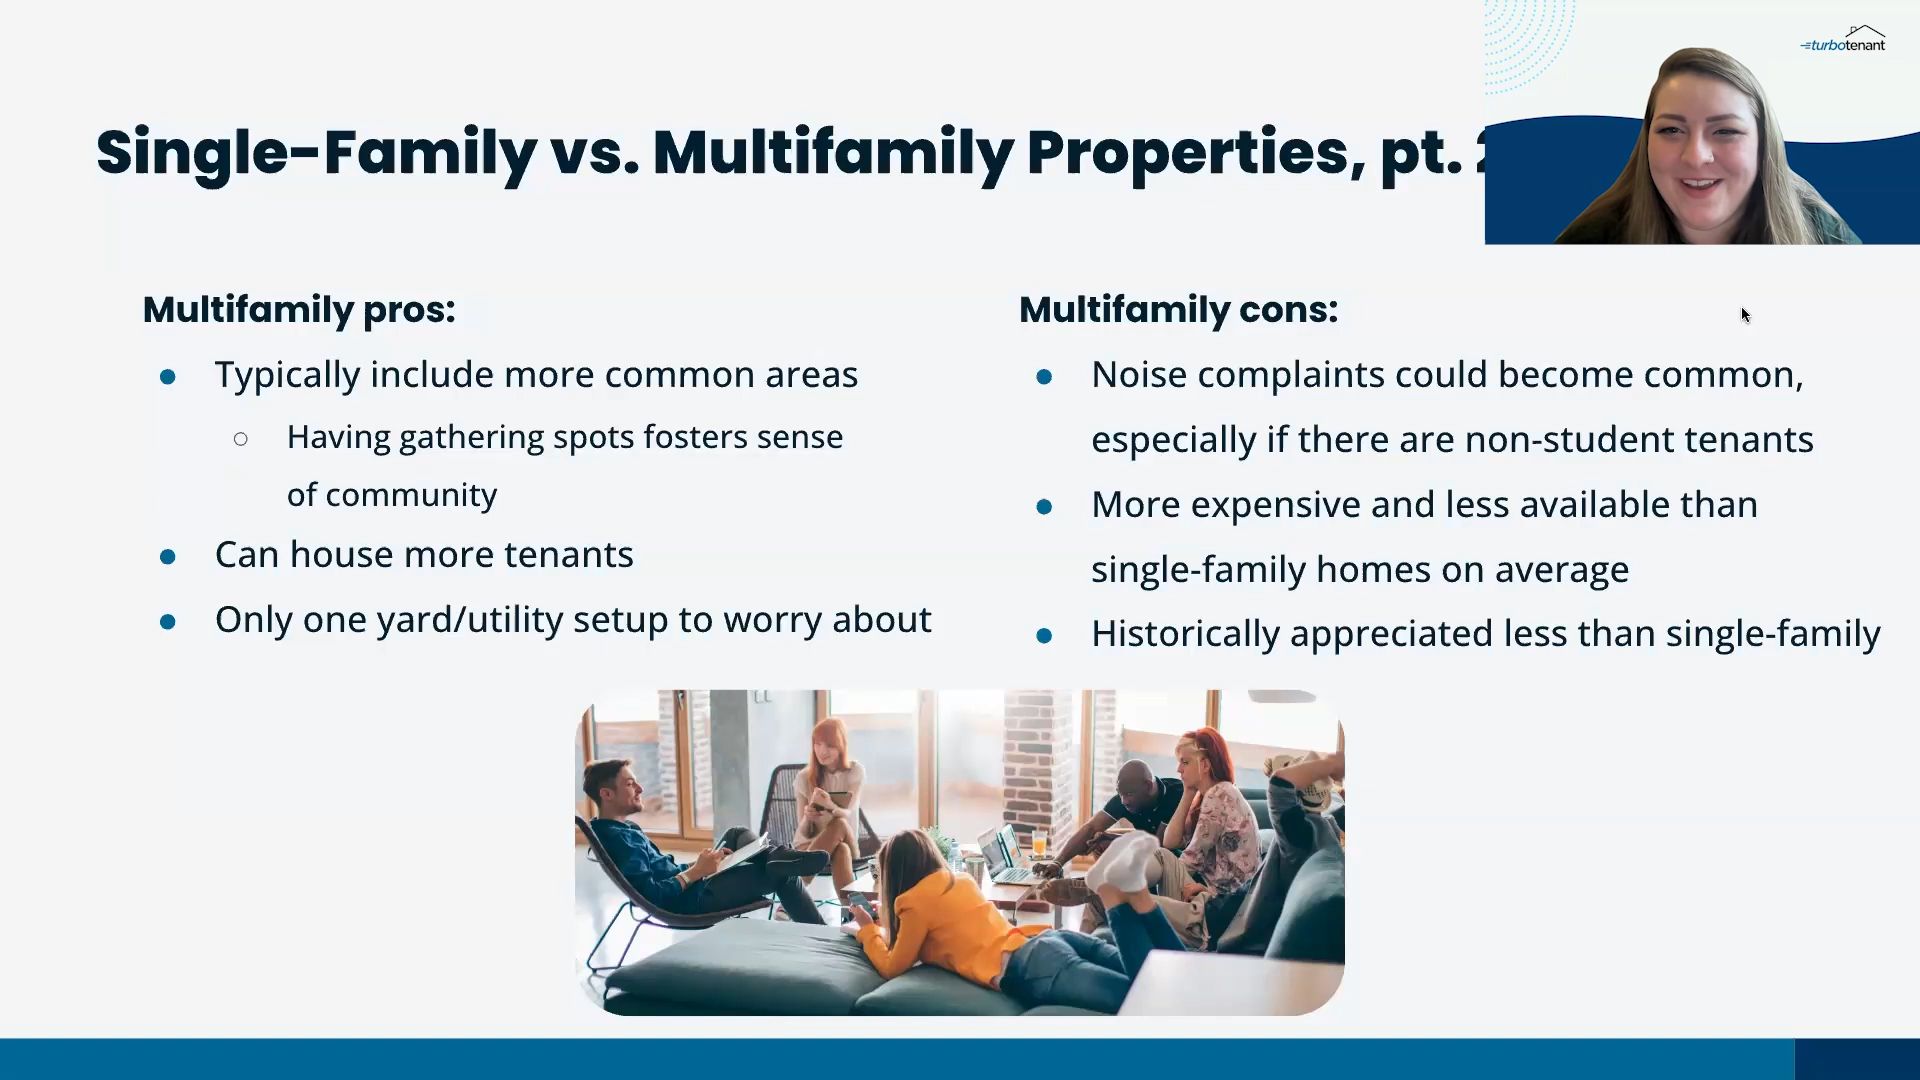 turbotenant
Single-Family vs. Multifamily Properties, pt. 2
Multifamily pros:
● Typically include more common areas
○ Having gathering spots fosters sense
of community
● Can house more tenants
● Only one yard/utility setup to worry about
Multifamily cons:
● Noise complaints could become common,
especially if there are non-student tenants
● More expensive and less available than
single-family homes on average
● Historically appreciated less than single-family